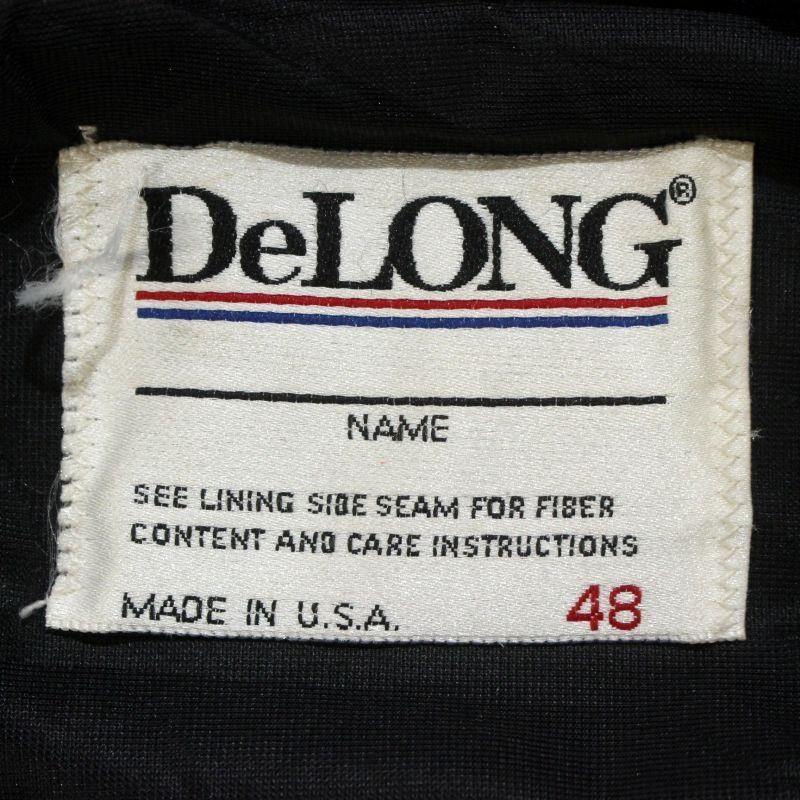 DeLONG®
NAME
SEE LINING SIDE SEAM FOR FIBER
CONTENT AND CARE INSTRUCTIONS
MADE IN U.S.A. 48